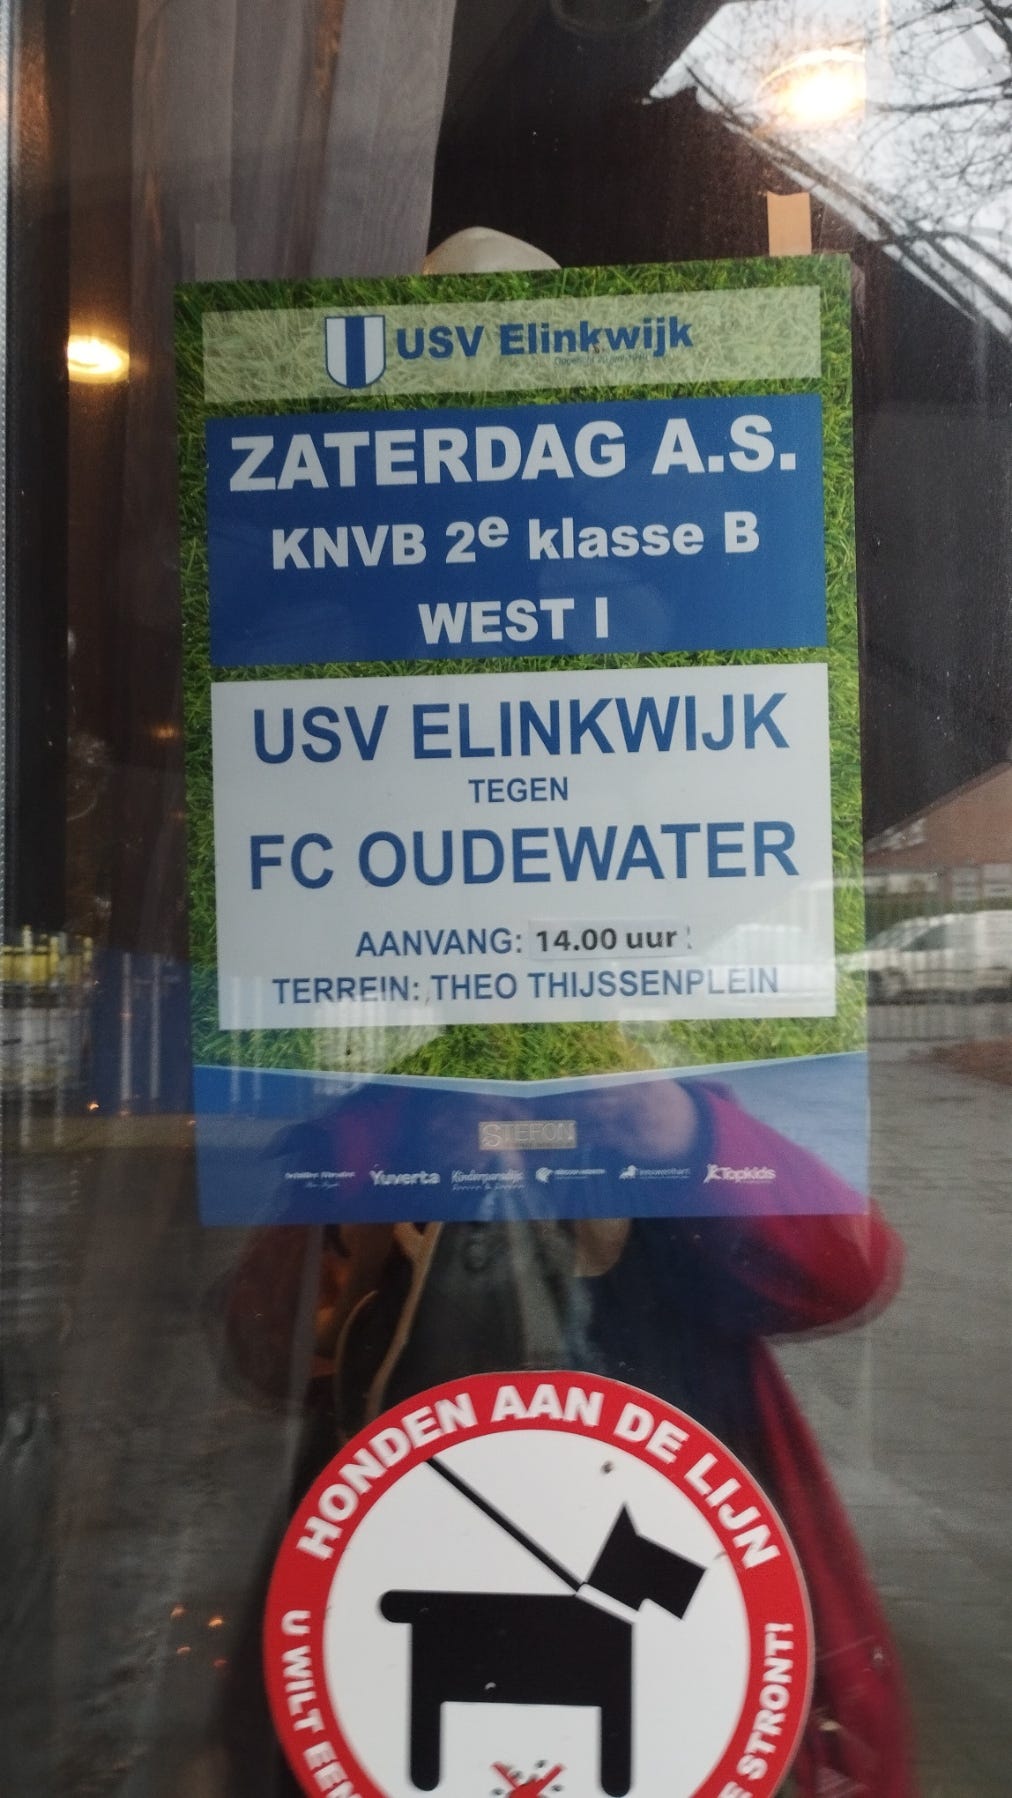 USV Elinkwijk
ZATERDAG A.S.
KNVB 2e klasse B
WEST I
USV ELINKWIJK
TEGEN
FC OUDEWATER
AANVANG: 14.00 uur
TERREIN: THEO THIJSSENPLEIN
STEFON
Yuverta Kinderparadijs Topkids
HONDEN AAN DE LIJN
U WILT EEN
STRONT!